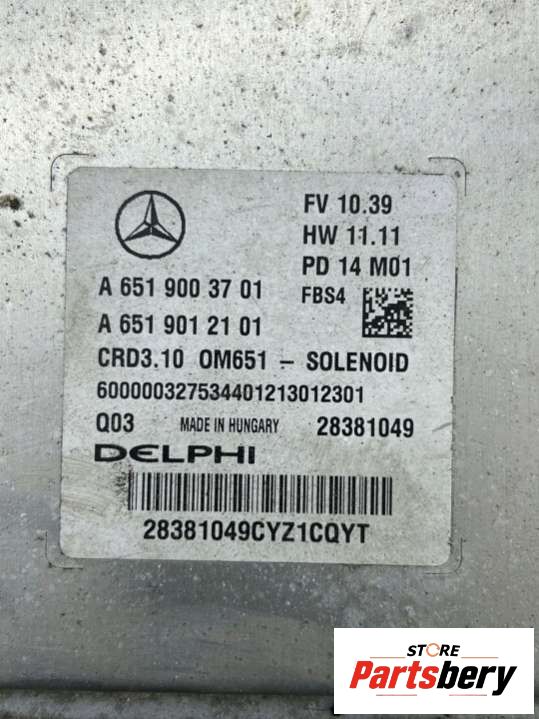 FV 10.39
HW 11.11
PD 14 M01
FBS4
A 651 900 37 01
A 651 901 21 01
CRD3.10 OM651 - SOLENOID
600000327534401213012301
Q03 MADE IN HUNGARY 28381049
DELPHI
28381049CYZ1CQYT
STORE
Partsbery